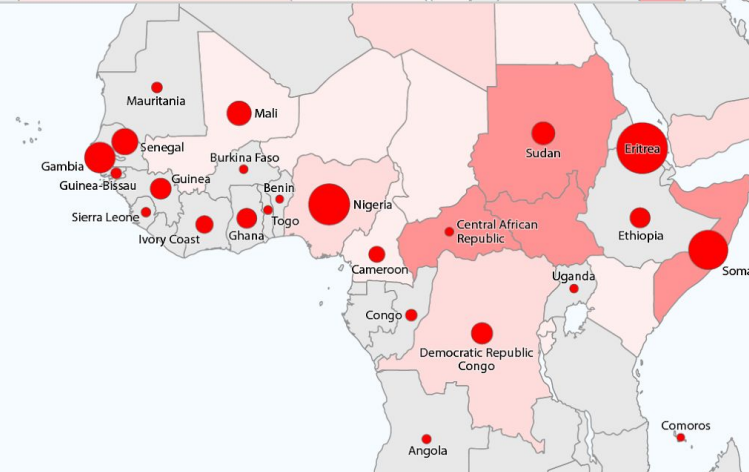 Mauritania
Mali
Senegal
Gambia
Burkina Faso
Guinea-Bissau
Guinea
Benin
Sierra Leone
Togo
Ivory Coast
Ghana
Nigeria
Cameroon
Sudan
Eritrea
Central African
Republic
Ethiopia
Soma
Uganda
Congo
Democratic Republic
Congo
Comoros
Angola